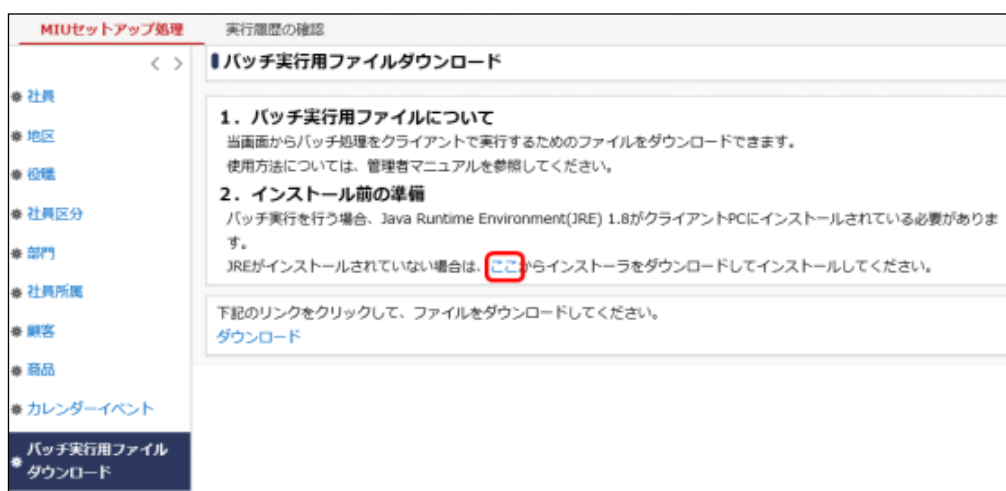 MIUセットアップ処理 実行履歴の確認
< >
バッチ実行用ファイルダウンロード
社員
地区
役職
社員区分
部門
社員所属
顧客
商品
カレンダーイベント
バッチ実行用ファイル
ダウンロード
1. バッチ実行用ファイルについて
当画面からバッチ処理をクライアントで実行するためのファイルをダウンロードできます。
使用方法については、管理者マニュアルを参照してください。
2. インストール前の準備
バッチ実行を行う場合、Java Runtime Environment(JRE) 1.8がクライアントPCにインストールされている必要がありま
す。
JREがインストールされていない場合は、ここからインストーラをダウンロードしてインストールしてください。
下記のリンクをクリックして、ファイルをダウンロードしてください。
ダウンロード